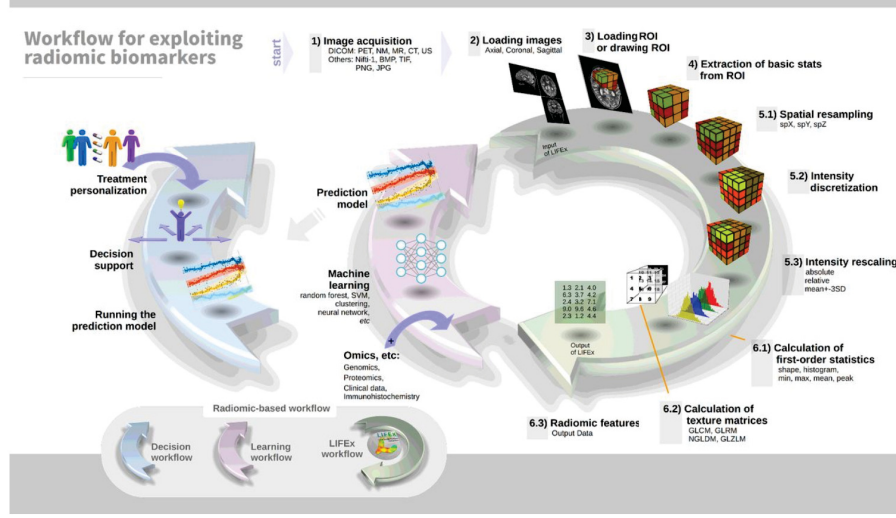 Workflow for exploiting
radiomic biomarkers
start
1) Image acquisition
DICOM: PET, NM, MR, CT, US
Others: Nifti-1, BMP, TIF,
PNG, JPG
2) Loading images
Axial, Coronal, Sagittal
3) Loading ROI
or drawing ROI
4) Extraction of basic stats
from ROI
5.1) Spatial resampling
spX, spY, spZ
5.2) Intensity
discretization
5.3) Intensity rescaling
absolute
relative
mean+-3SD
6.1) Calculation of
first-order statistics
shape, histogram,
min, max, mean, peak
6.2) Calculation of
texture matrices
GLCM, GLRM
NGLDM, GLZLM
6.3) Radiomic features
Output Data
Input
of LIFEx
Output
of LIFEx
1.3 2.1 4.0
6.3 3.7 4.2
2.4 3.2 7.1
9.0 9.5 4.6
2.3 1.2 4.4
Prediction
model
Machine
learning
random forest, SVM,
clustering,
neural network,
etc
+
Omics, etc:
Genomics,
Proteomics,
Clinical data,
Immunohistochemistry
Treatment
personalization
Decision
support
Running the
prediction model
Radiomic-based workflow
Decision
workflow
Learning
workflow
LIFEx
workflow
LIFEx